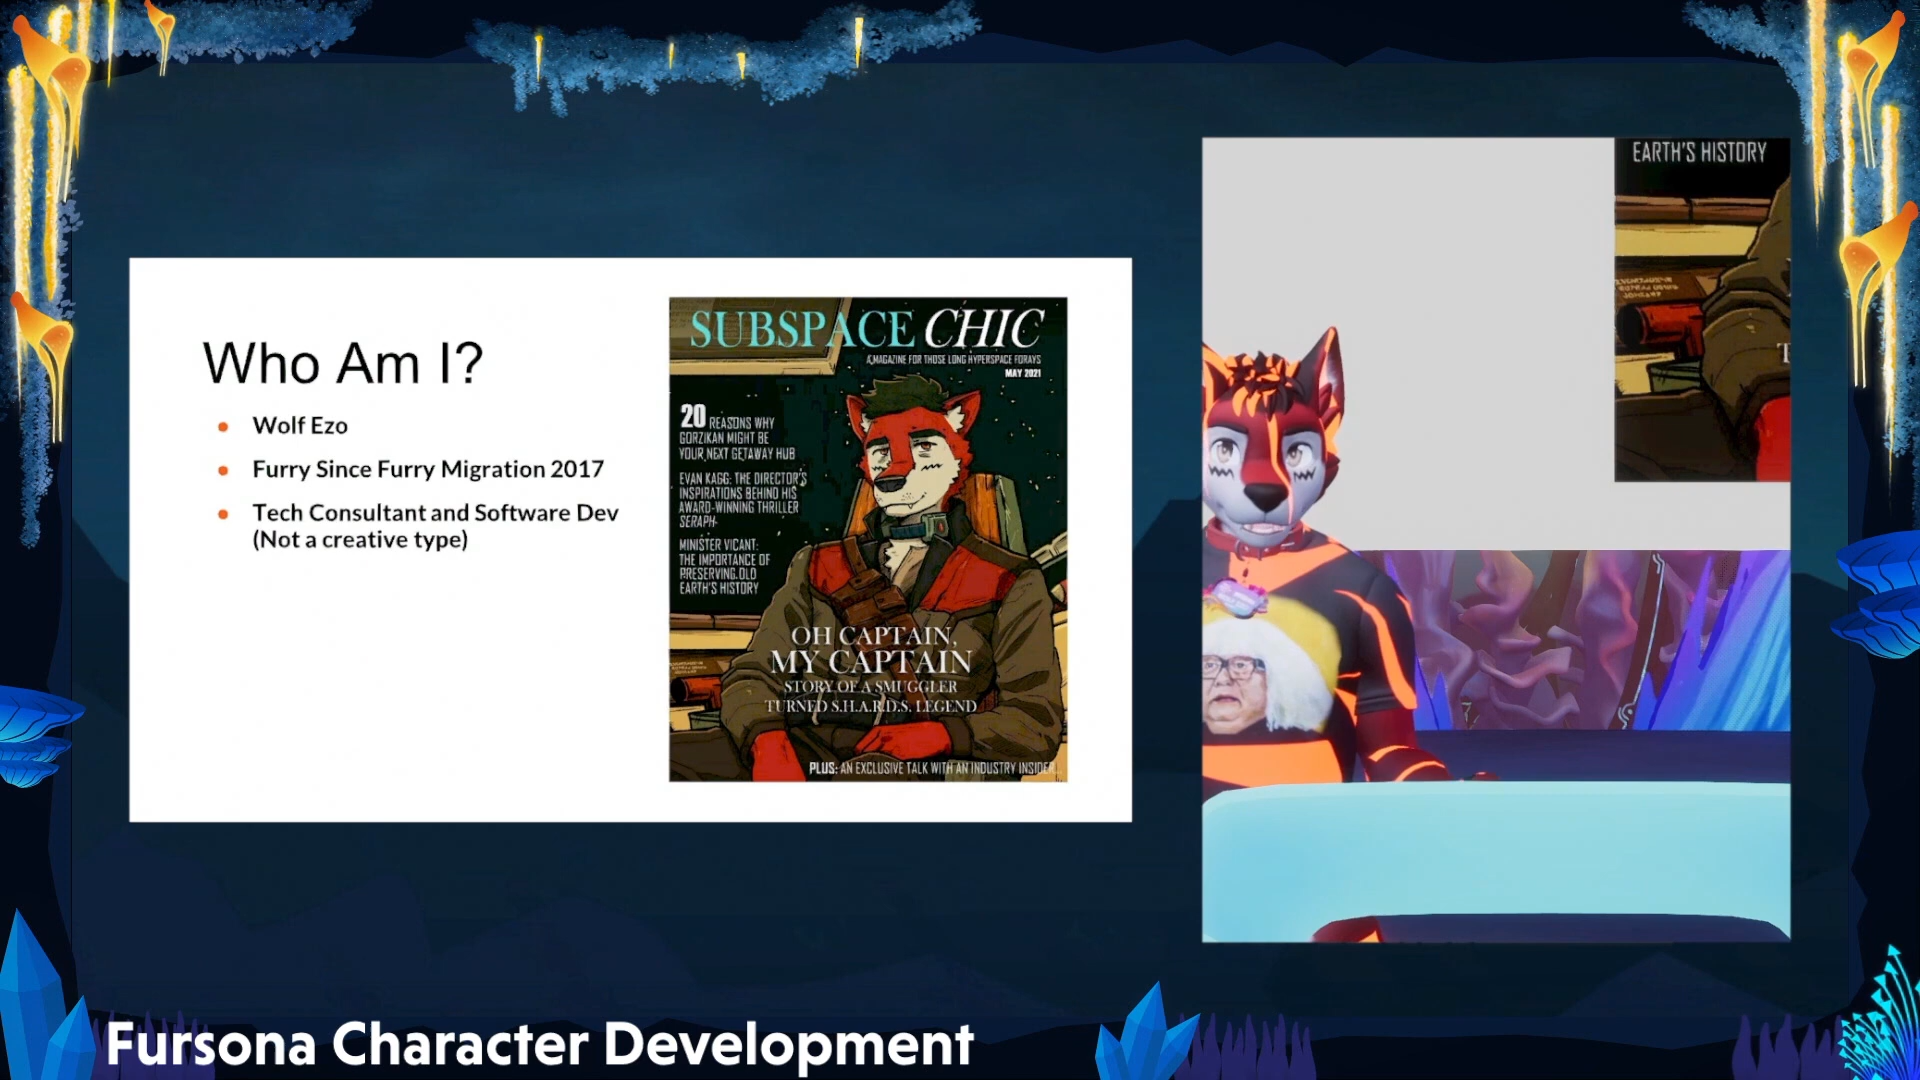 Who Am I?
Wolf Ezo
Furry Since Furry Migration 2017
Tech Consultant and Software Dev
(Not a creative type)
SUBSPACE CHIC
A MAGAZINE FOR THOSE LONG HYPERSPACE FORAYS
MAY 2021
20 REASONS WHY
GORZIKAN MIGHT BE
YOUR NEXT GETAWAY HUB
EVAN KAGG: THE DIRECTOR'S
INSPIRATIONS BEHIND HIS
AWARD-WINNING THRILLER
SERAPH
MINISTER VICANT:
THE IMPORTANCE OF
PRESERVING OLD
EARTH'S HISTORY
OH CAPTAIN,
MY CAPTAIN
STORY OF A SMUGGLER
TURNED S.H.A.R.D.S. LEGEND
PLUS: AN EXCLUSIVE TALK WITH AN INDUSTRY INSIDER...
EARTH'S HISTORY
T
Fursona Character Development